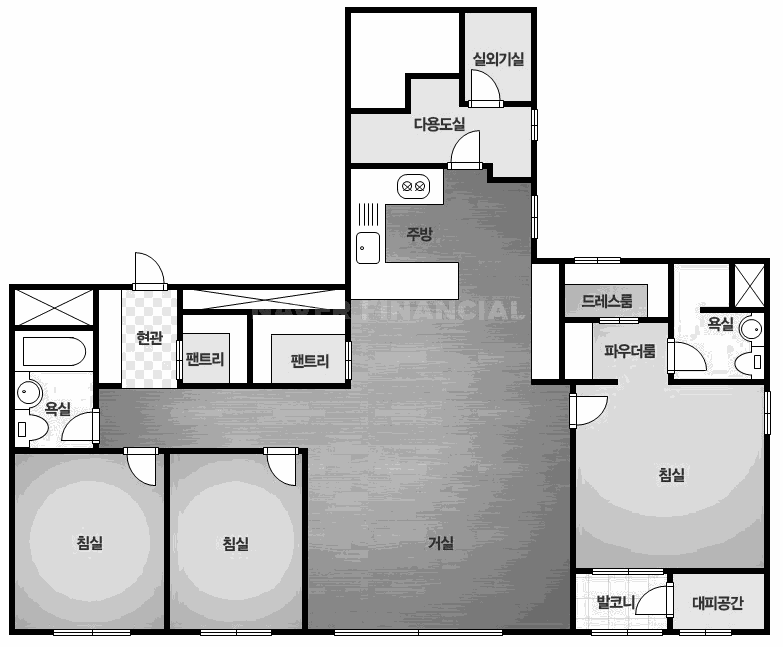 실외기실
다용도실
주방
드레스룸
NAVER FINANCIAL
욕실
현관
팬트리
팬트리
파우더룸
욕실
침실
침실
침실
거실
발코니
대피공간